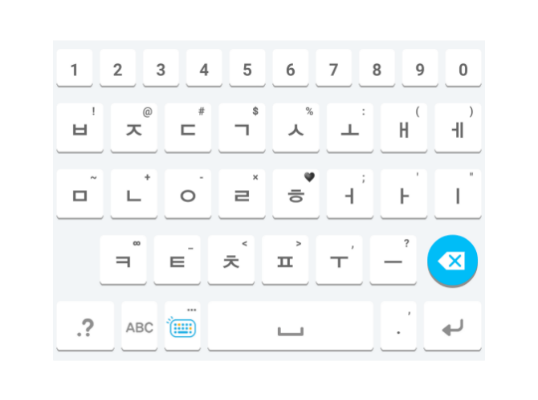 1 2 3 4 5 6 7 8 9 0
! @ # $ % : ( )
ㅂ ㅈ ㄷ ㄱ ㅅ ㅗ ㅐ ㅔ
~ + - × ♥ ; ' "
ㅁ ㄴ ㅇ ㄹ ㅎ ㅓ ㅏ ㅣ
∞ _ < > , ?
ㅋ ㅌ ㅊ ㅍ ㅜ ㅡ
... ,
.? ABC .